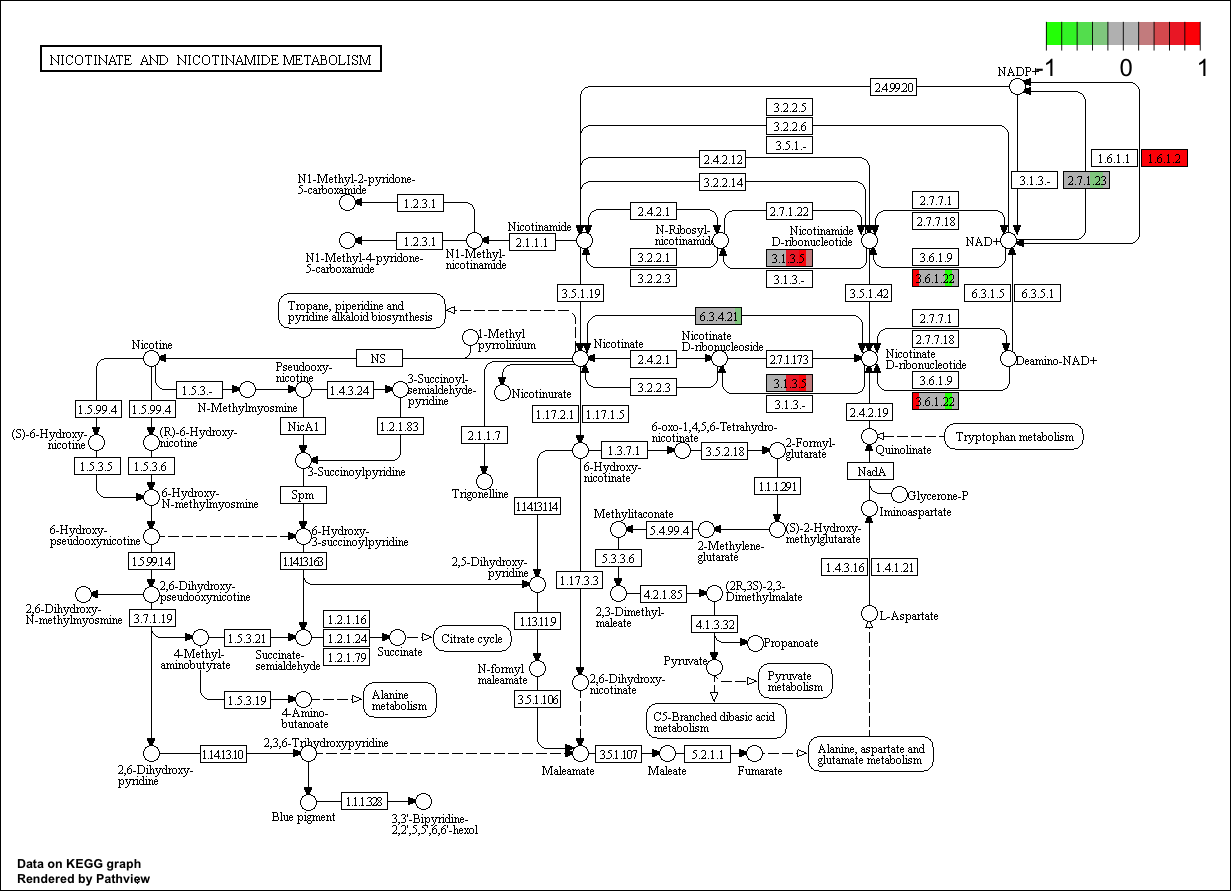 NICOTINATE AND NICOTINAMIDE METABOLISM
-1 0 1
NADP+
2.4.99.20
3.2.2.5
3.2.2.6
3.5.1.-
1.6.1.1
1.6.1.2
2.4.2.12
3.1.3.-
2.7.1.23
3.2.2.14
N1-Methyl-2-pyridone-
5-carboxamide
1.2.3.1
2.7.7.1
2.7.7.18
2.4.2.1
2.7.1.22
Nicotinamide
N-Ribosyl-
nicotinamide
Nicotinamide
D-ribonucleotide
NAD+
1.2.3.1
2.1.1.1
N1-Methyl-4-pyridone-
5-carboxamide
N1-Methyl-
nicotinamide
3.2.2.1
3.1.3.5
3.6.1.9
3.2.2.3
3.1.3.-
3.6.1.22
3.5.1.19
3.5.1.42
6.3.1.5
6.3.5.1
Tropane, piperidine and
pyridine alkaloid biosynthesis
6.3.4.21
2.7.7.1
2.7.7.18
1-Methyl
pyrrolinium
Nicotine
NS
Nicotinate
Nicotinate
D-ribonucleoside
Nicotinate
D-ribonucleotide
Deamino-NAD+
2.4.2.1
2.7.1.173
Pseudooxy-
nicotine
1.5.3.-
1.4.3.24
3-Succinoyl-
semialdehyde-
pyridine
N-Methylmyosmine
Nicotinurate
3.2.2.3
3.1.3.5
3.1.3.-
3.6.1.9
3.6.1.22
1.5.99.4
1.5.99.4
1.17.2.1
1.17.1.5
2.4.2.19
(S)-6-Hydroxy-
nicotine
(R)-6-Hydroxy-
nicotine
NicA1
1.2.1.83
2.1.1.7
6-oxo-1,4,5,6-Tetrahydro-
nicotinate
2-Formyl-
glutarate
Quinolinate
Tryptophan metabolism
1.5.3.5
1.5.3.6
3-Succinoylpyridine
6-Hydroxy-
nicotinate
1.3.7.1
3.5.2.18
NadA
6-Hydroxy-
N-methylmyosmine
Spm
Trigonelline
1.1.1.291
Glycerone-P
1.14.13.114
Iminoaspartate
Methylitaconate
5.4.99.4
2-Methylene-
glutarate
(S)-2-Hydroxy-
methylglutarate
6-Hydroxy-
pseudooxynicotine
6-Hydroxy-
3-succinoylpyridine
1.5.99.14
1.14.13.163
2,5-Dihydroxy-
pyridine
5.3.3.6
1.4.3.16
1.4.1.21
1.17.3.3
2,6-Dihydroxy-
pseudooxynicotine
2,6-Dihydroxy-
N-methylmyosmine
4.2.1.85
(2R,3S)-2,3-
Dimethylmalate
2,3-Dimethyl-
maleate
3.7.1.19
1.13.11.9
4.1.3.32
L-Aspartate
1.2.1.16
1.2.1.24
1.2.1.79
1.5.3.21
4-Methyl-
aminobutyrate
Succinate-
semialdehyde
Succinate
Citrate cycle
Propanoate
Pyruvate
N-formyl
maleamate
2,6-Dihydroxy-
nicotinate
Pyruvate
metabolism
1.5.3.19
4-Amino-
butanoate
Alanine
metabolism
3.5.1.106
C5-Branched dibasic acid
metabolism
2,6-Dihydroxy-
pyridine
1.14.13.10
2,3,6-Trihydroxypyridine
Maleamate
3.5.1.107
Maleate
5.2.1.1
Fumarate
Alanine, aspartate and
glutamate metabolism
Blue pigment
1.1.1.328
3,3'-Bipyridine-
2,2',5,5',6,6'-hexol
Data on KEGG graph
Rendered by Pathview